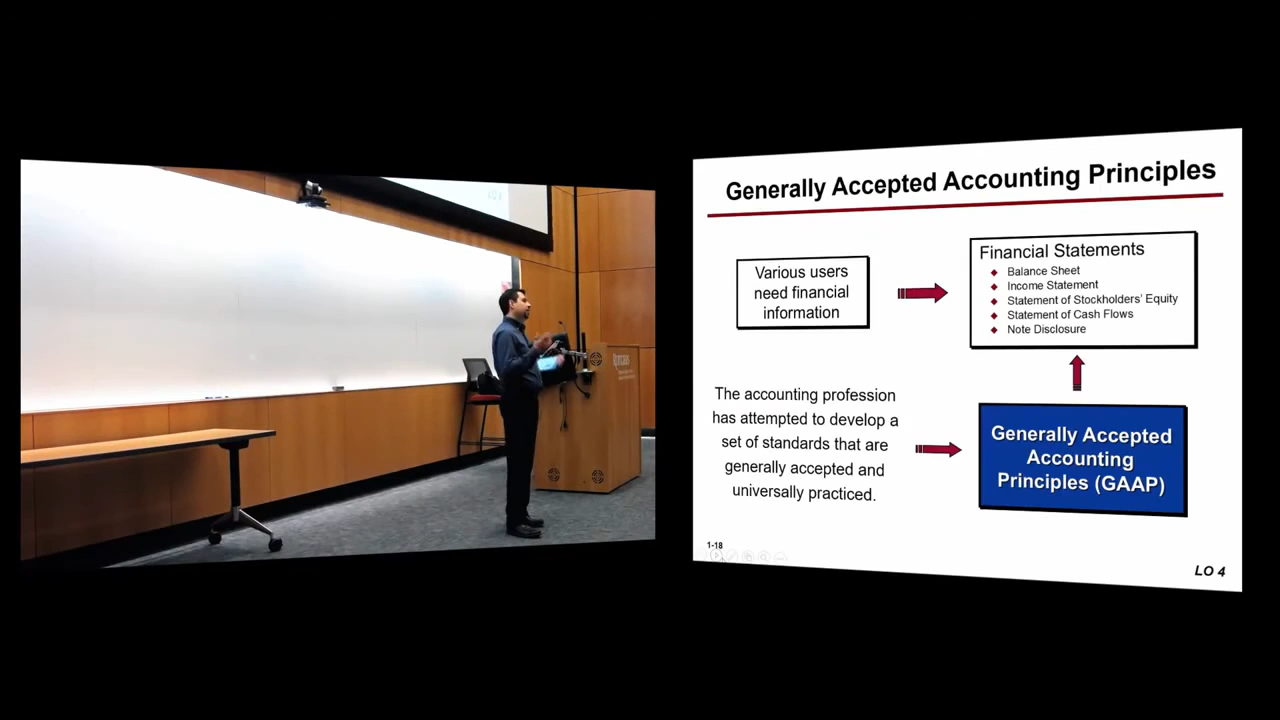 Generally Accepted Accounting Principles
Various users
need financial
information
Financial Statements
Balance Sheet
Income Statement
Statement of Stockholders' Equity
Statement of Cash Flows
Note Disclosure
The accounting profession
has attempted to develop a
set of standards that are
generally accepted and
universally practiced.
Generally Accepted
Accounting
Principles (GAAP)
1-18
LO 4
RUTGERS